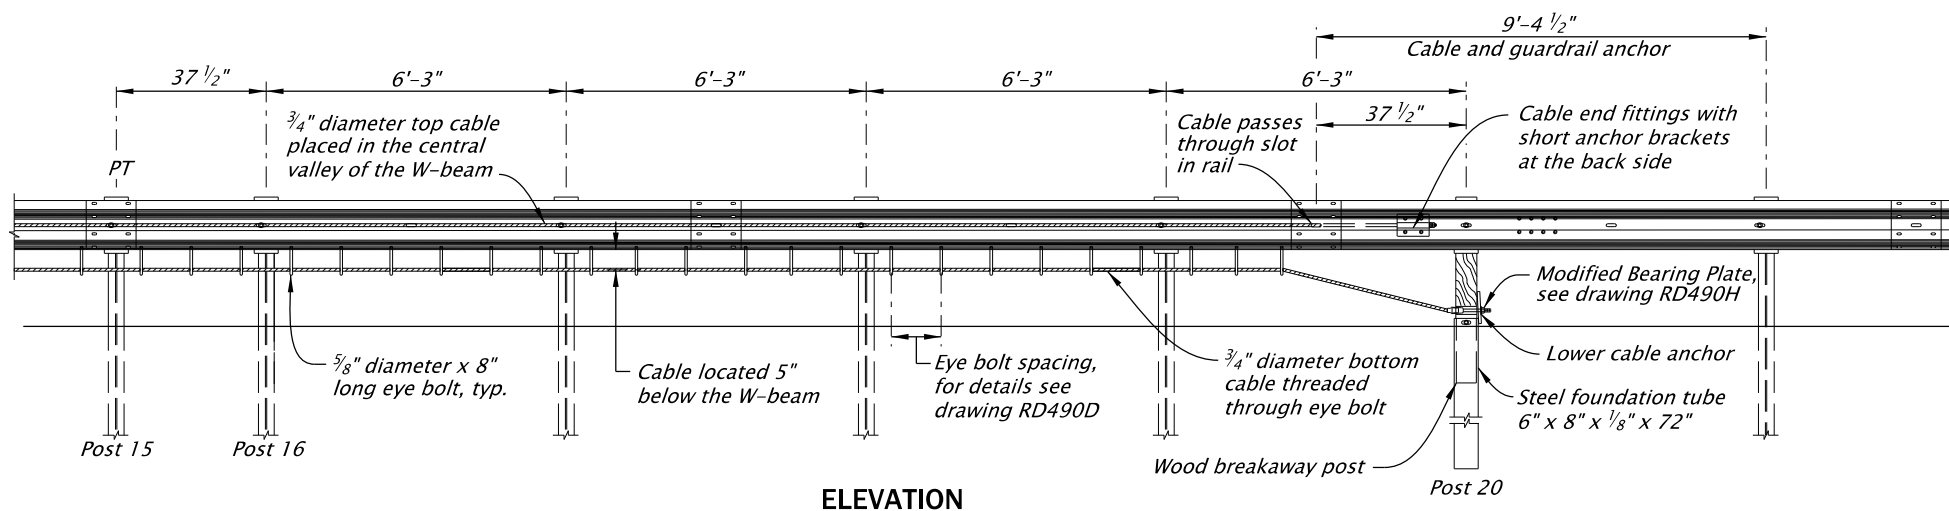 9'-4 ½"
Cable and guardrail anchor
37 ½"
6'-3"
6'-3"
6'-3"
6'-3"
37 ½"
¾" diameter top cable
placed in the central
valley of the W-beam
Cable passes
through slot
in rail
Cable end fittings with
short anchor brackets
at the back side
PT
Modified Bearing Plate,
see drawing RD490H
Lower cable anchor
⅝" diameter x 8"
long eye bolt, typ.
Cable located 5"
below the W-beam
Eye bolt spacing,
for details see
drawing RD490D
¾" diameter bottom
cable threaded
through eye bolt
Steel foundation tube
6" x 8" x ⅛" x 72"
Post 15
Post 16
Wood breakaway post
Post 20
ELEVATION